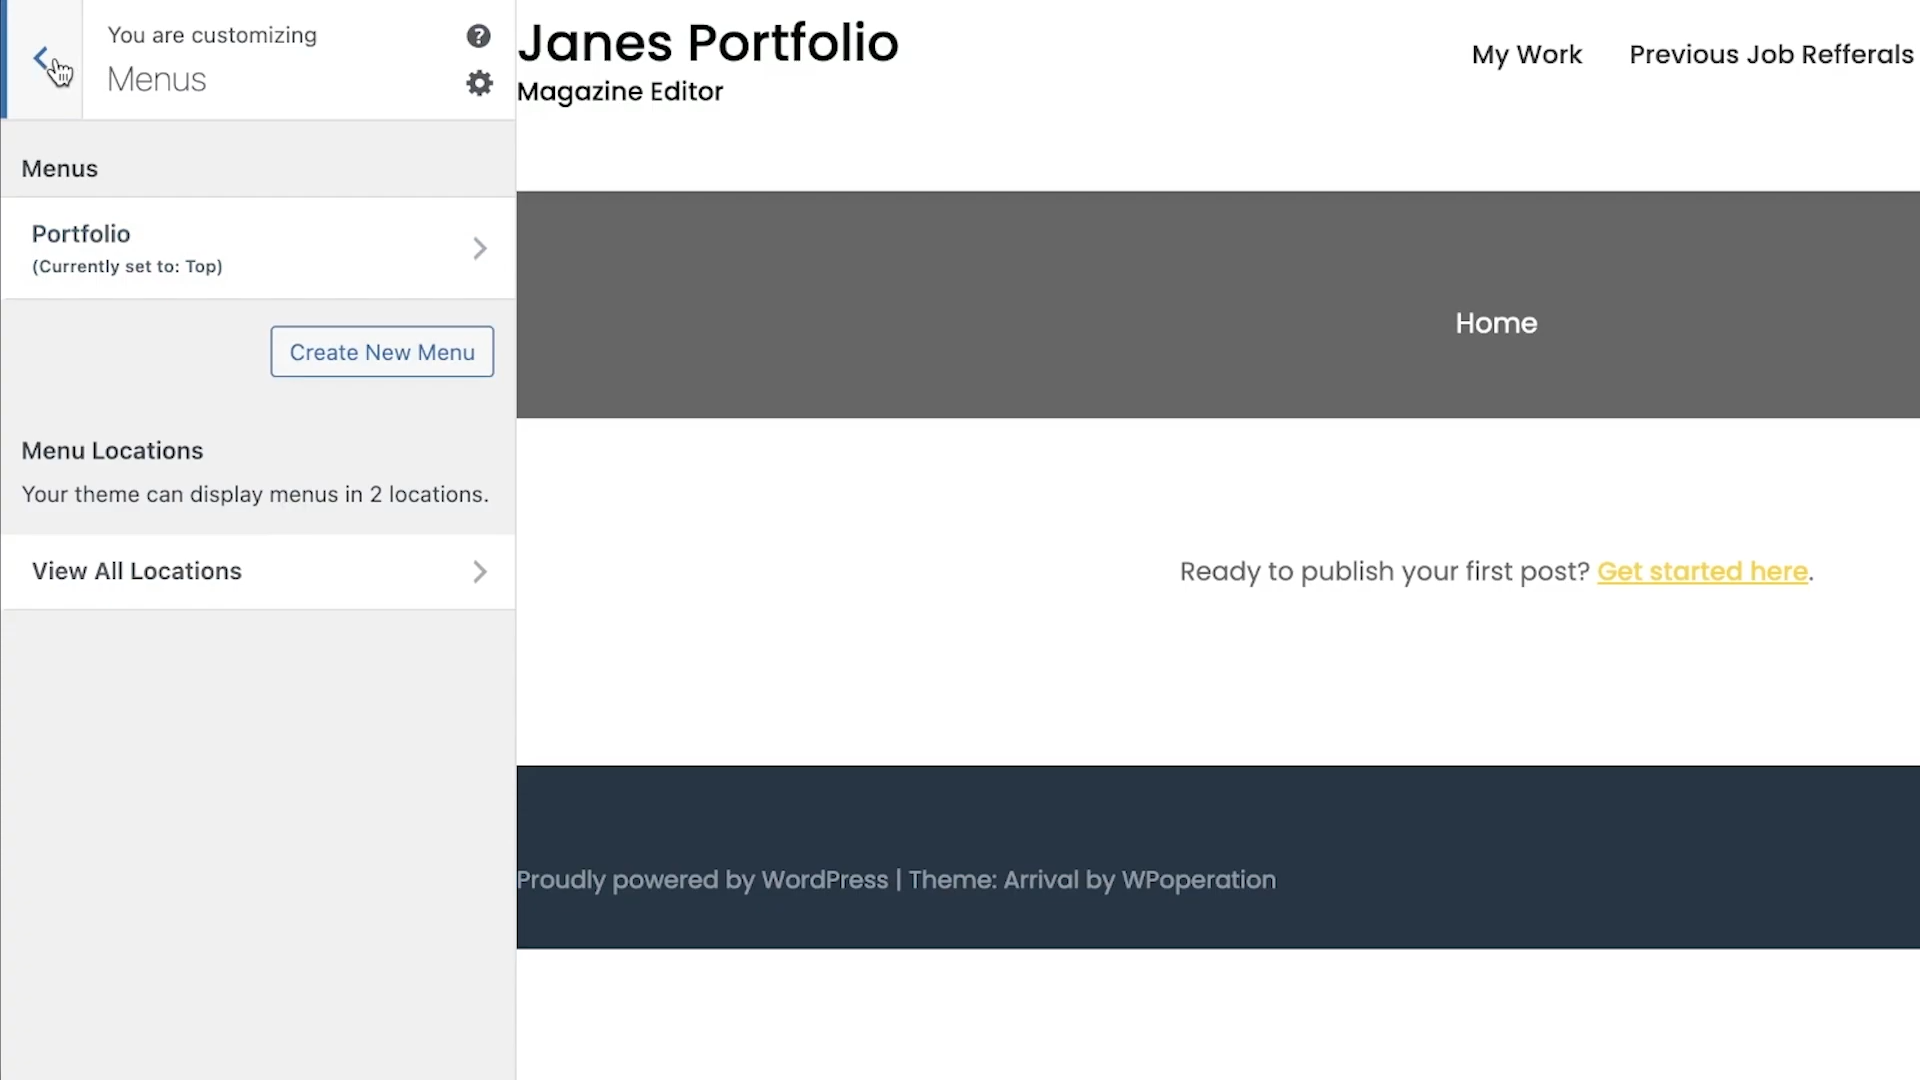 You are customizing
Menus
Menus
Portfolio
(Currently set to: Top)
Create New Menu
Menu Locations
Your theme can display menus in 2 locations.
View All Locations
Janes Portfolio
Magazine Editor
My Work
Previous Job Refferals
Home
Ready to publish your first post? Get started here.
Proudly powered by WordPress | Theme: Arrival by WPoperation